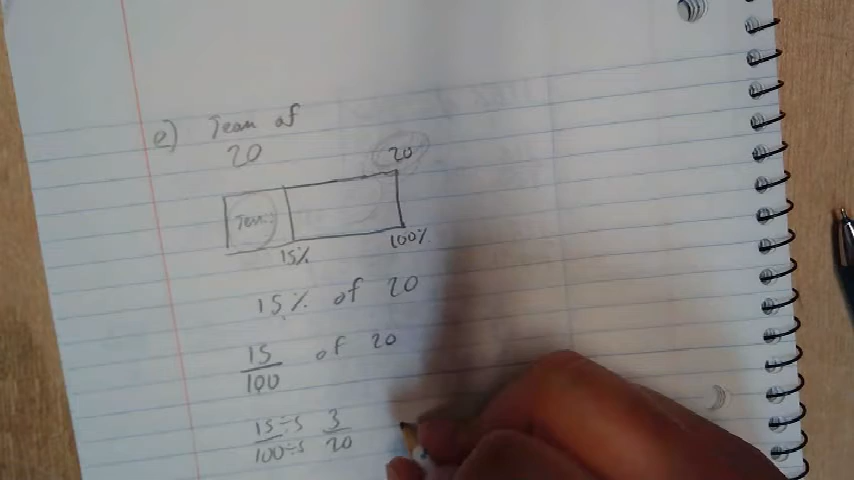 e) Team of
20
20
Team
15% 100%
15% of 20
15/100 of 20
15÷5/100÷5 3/20